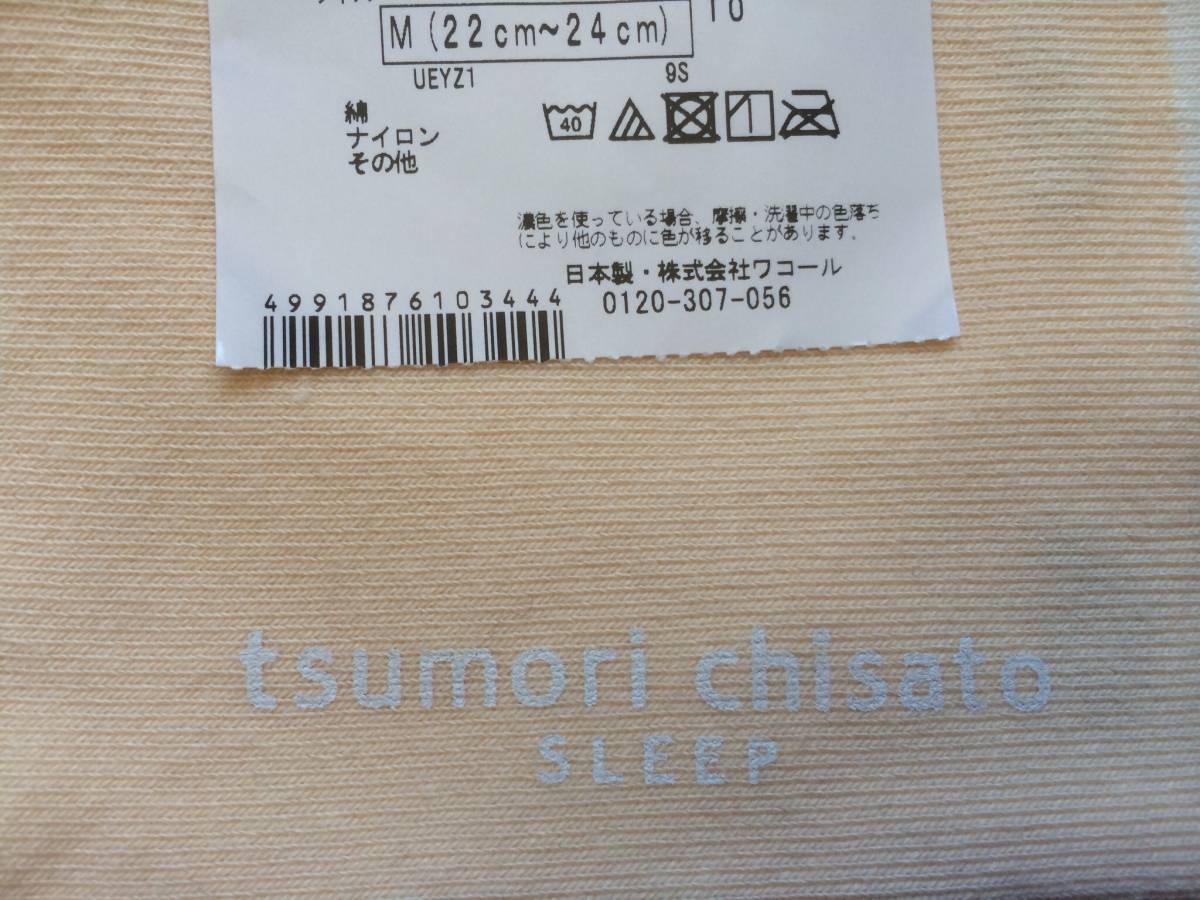 M (22cm~24cm)
10
UEYZ1 9S
綿
ナイロン
その他
40
濃色を使っている場合、摩擦・洗濯中の色落ち
により他のものに色が移ることがあります。
日本製・株式会社ワコール
4991876103444 0120-307-056
tsumori chisato
SLEEP